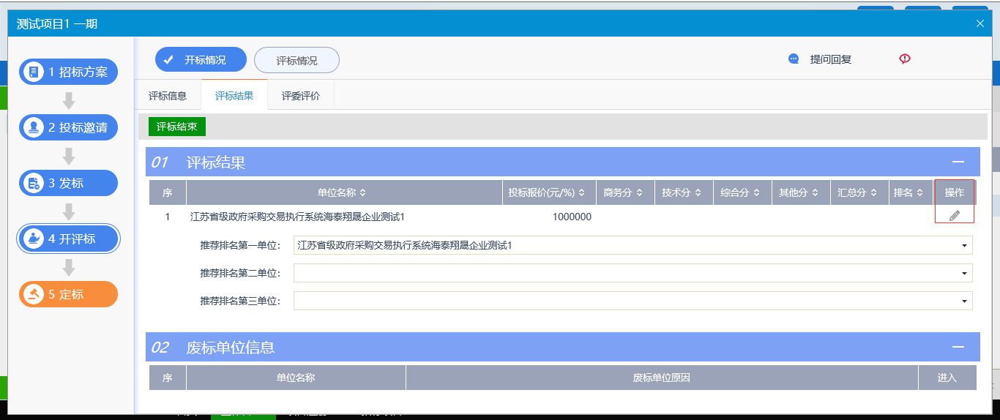 测试项目1 一期
1 招标方案
2 投标邀请
3 发标
4 开评标
5 定标
开标情况
评标情况
提问回复
评标信息
评标结果
评委评价
评标结束
01 评标结果
序 单位名称 投标报价(元/%) 商务分 技术分 综合分 其他分 汇总分 排名 操作
1 江苏省级政府采购交易执行系统海泰翔晟企业测试1 1000000
推荐排名第一单位: 江苏省级政府采购交易执行系统海泰翔晟企业测试1
推荐排名第二单位:
推荐排名第三单位:
02 废标单位信息
序 单位名称 废标单位原因 进入